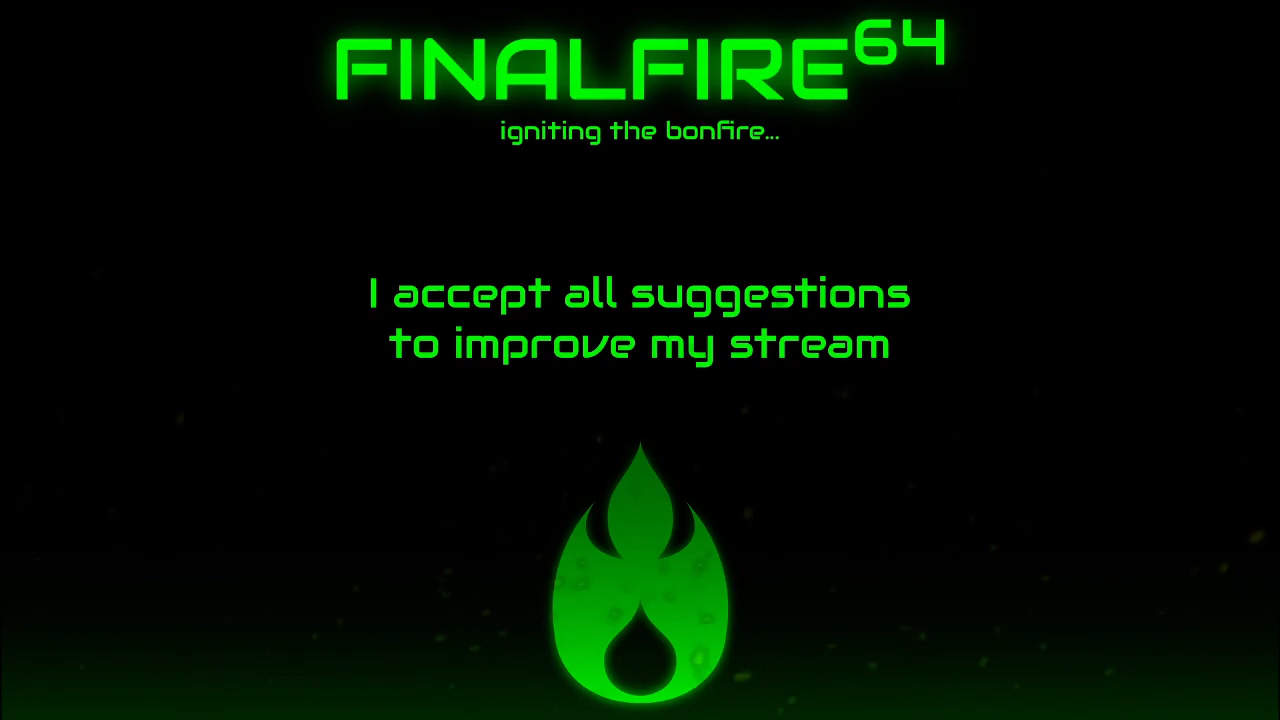 FINALFIRE⁶⁴
igniting the bonfire...
I accept all suggestions
to improve my stream